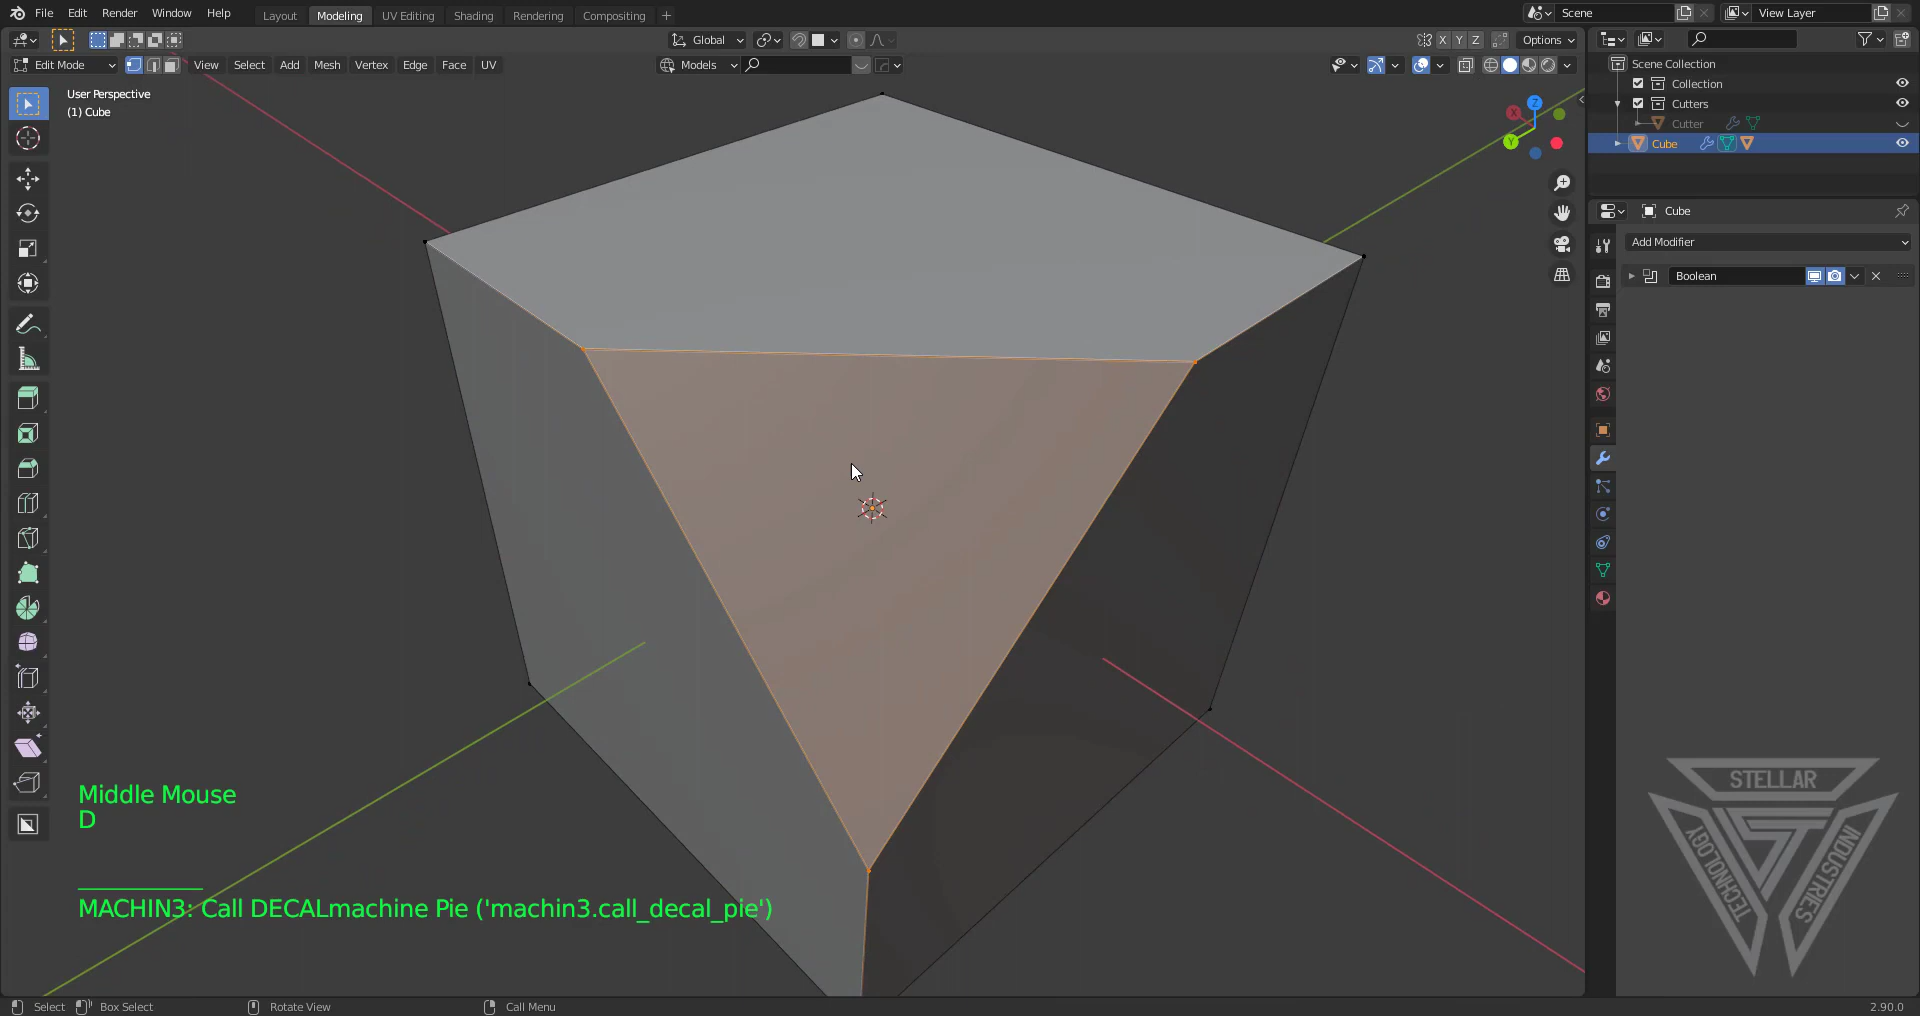 File Edit Render Window Help
Layout Modeling UV Editing Shading Rendering Compositing +
Scene
View Layer
Global
X Y Z Options
Edit Mode View Select Add Mesh Vertex Edge Face UV
Models
User Perspective
(1) Cube
Z
X
Y
Scene Collection
Collection
Cutters
Cutter
Cube
Cube
Add Modifier
Boolean
Middle Mouse
D
MACHIN3: Call DECALmachine Pie ('machin3.call_decal_pie')
STELLAR
TECHNOLOGY
INDUSTRIES
Select Box Select Rotate View Call Menu
2.90.0